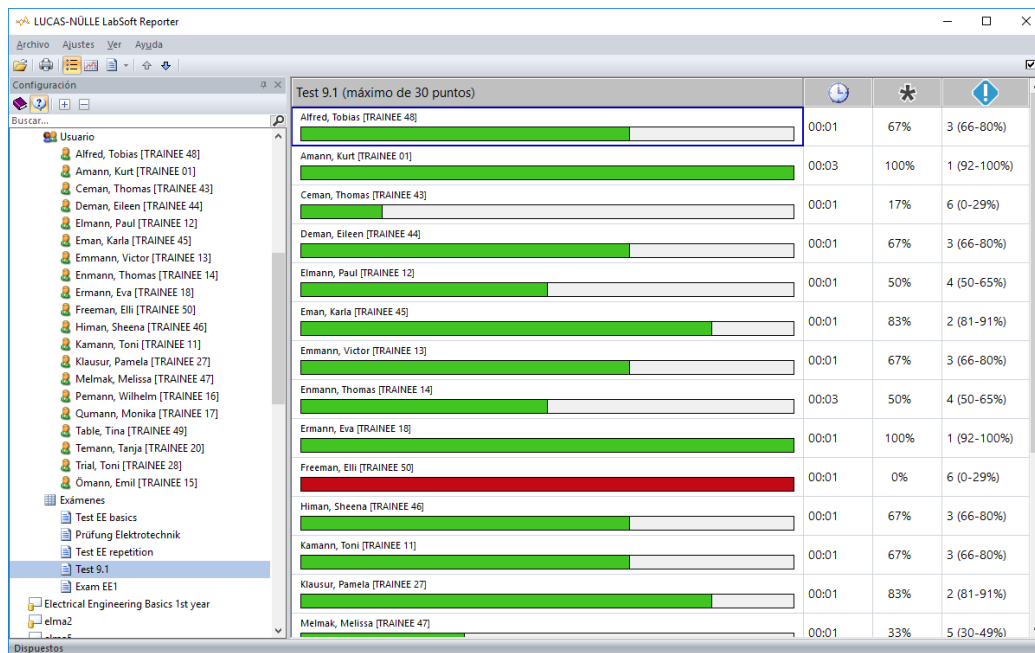 LUCAS-NÜLLE LabSoft Reporter
Archivo Ajustes Ver Ayuda
Configuración
Buscar...
Usuario
Alfred, Tobias [TRAINEE 48]
Amann, Kurt [TRAINEE 01]
Ceman, Thomas [TRAINEE 43]
Deman, Eileen [TRAINEE 44]
Elmann, Paul [TRAINEE 12]
Eman, Karla [TRAINEE 45]
Emmann, Victor [TRAINEE 13]
Enmann, Thomas [TRAINEE 14]
Ermann, Eva [TRAINEE 18]
Freeman, Elli [TRAINEE 50]
Himan, Sheena [TRAINEE 46]
Kamann, Toni [TRAINEE 11]
Klausur, Pamela [TRAINEE 27]
Melmak, Melissa [TRAINEE 47]
Pemann, Wilhelm [TRAINEE 16]
Qumann, Monika [TRAINEE 17]
Table, Tina [TRAINEE 49]
Temann, Tanja [TRAINEE 20]
Trial, Toni [TRAINEE 28]
Ömann, Emil [TRAINEE 15]
Exámenes
Test EE basics
Prüfung Elektrotechnik
Test EE repetition
Test 9.1
Exam EE1
Electrical Engineering Basics 1st year
elma2
Test 9.1 (máximo de 30 puntos)
Alfred, Tobias [TRAINEE 48]
00:01 67% 3 (66-80%)
Amann, Kurt [TRAINEE 01]
00:03 100% 1 (92-100%)
Ceman, Thomas [TRAINEE 43]
00:01 17% 6 (0-29%)
Deman, Eileen [TRAINEE 44]
00:01 67% 3 (66-80%)
Elmann, Paul [TRAINEE 12]
00:01 50% 4 (50-65%)
Eman, Karla [TRAINEE 45]
00:01 83% 2 (81-91%)
Emmann, Victor [TRAINEE 13]
00:01 67% 3 (66-80%)
Enmann, Thomas [TRAINEE 14]
00:03 50% 4 (50-65%)
Ermann, Eva [TRAINEE 18]
00:01 100% 1 (92-100%)
Freeman, Elli [TRAINEE 50]
00:01 0% 6 (0-29%)
Himan, Sheena [TRAINEE 46]
00:01 67% 3 (66-80%)
Kamann, Toni [TRAINEE 11]
00:01 67% 3 (66-80%)
Klausur, Pamela [TRAINEE 27]
00:01 83% 2 (81-91%)
Melmak, Melissa [TRAINEE 47]
00:01 33% 5 (30-49%)
Dispuestos